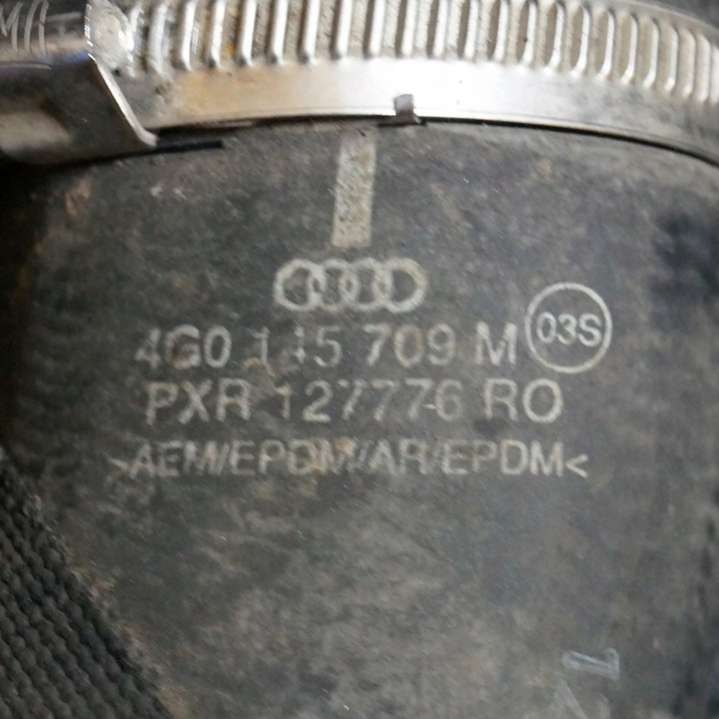 4G0 145 709 M 03S
PXR 127776 RO
>AEM/EPDM/AR/EPDM<